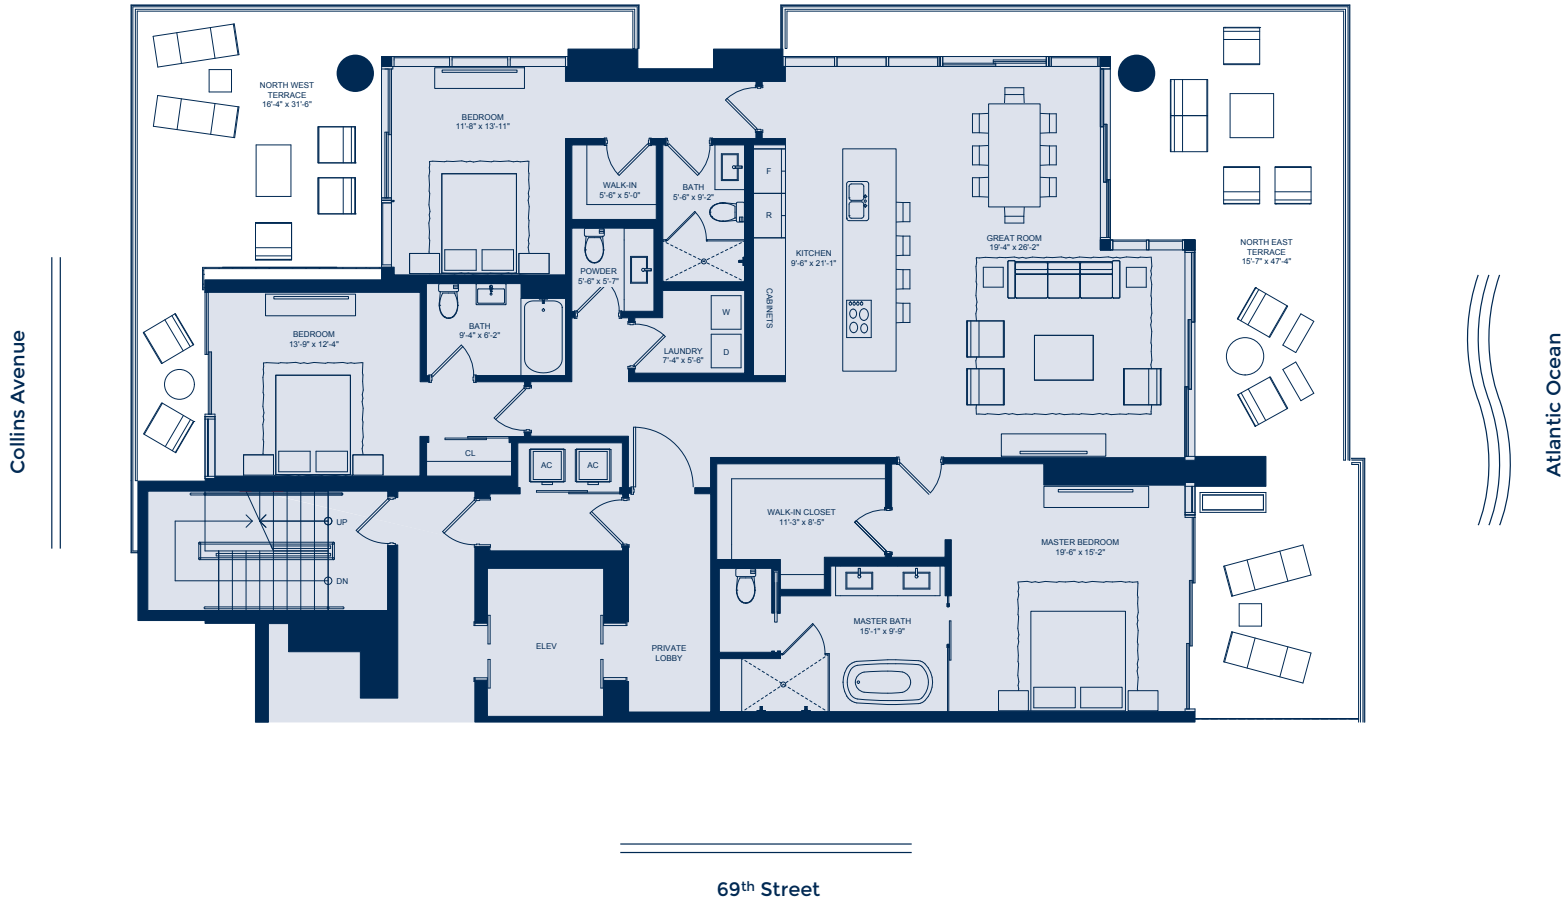 NORTH WEST
TERRACE
16'-4" x 31'-6"
BEDROOM
11'-8" x 13'-11"
WALK-IN
5'-6" x 5'-0"
BATH
5'-6" x 9'-2"
F
R
KITCHEN
9'-6" x 21'-1"
CABINETS
GREAT ROOM
19'-4" x 26'-2"
NORTH EAST
TERRACE
15'-7" x 47'-4"
POWDER
5'-6" x 5'-7"
BEDROOM
13'-9" x 12'-4"
BATH
9'-4" x 6'-2"
LAUNDRY
7'-4" x 5'-6"
W
D
CL
AC
AC
UP
DN
WALK-IN CLOSET
11'-3" x 8'-5"
MASTER BEDROOM
19'-6" x 15'-2"
MASTER BATH
15'-1" x 9'-9"
ELEV
PRIVATE
LOBBY
Collins Avenue
Atlantic Ocean
69th Street